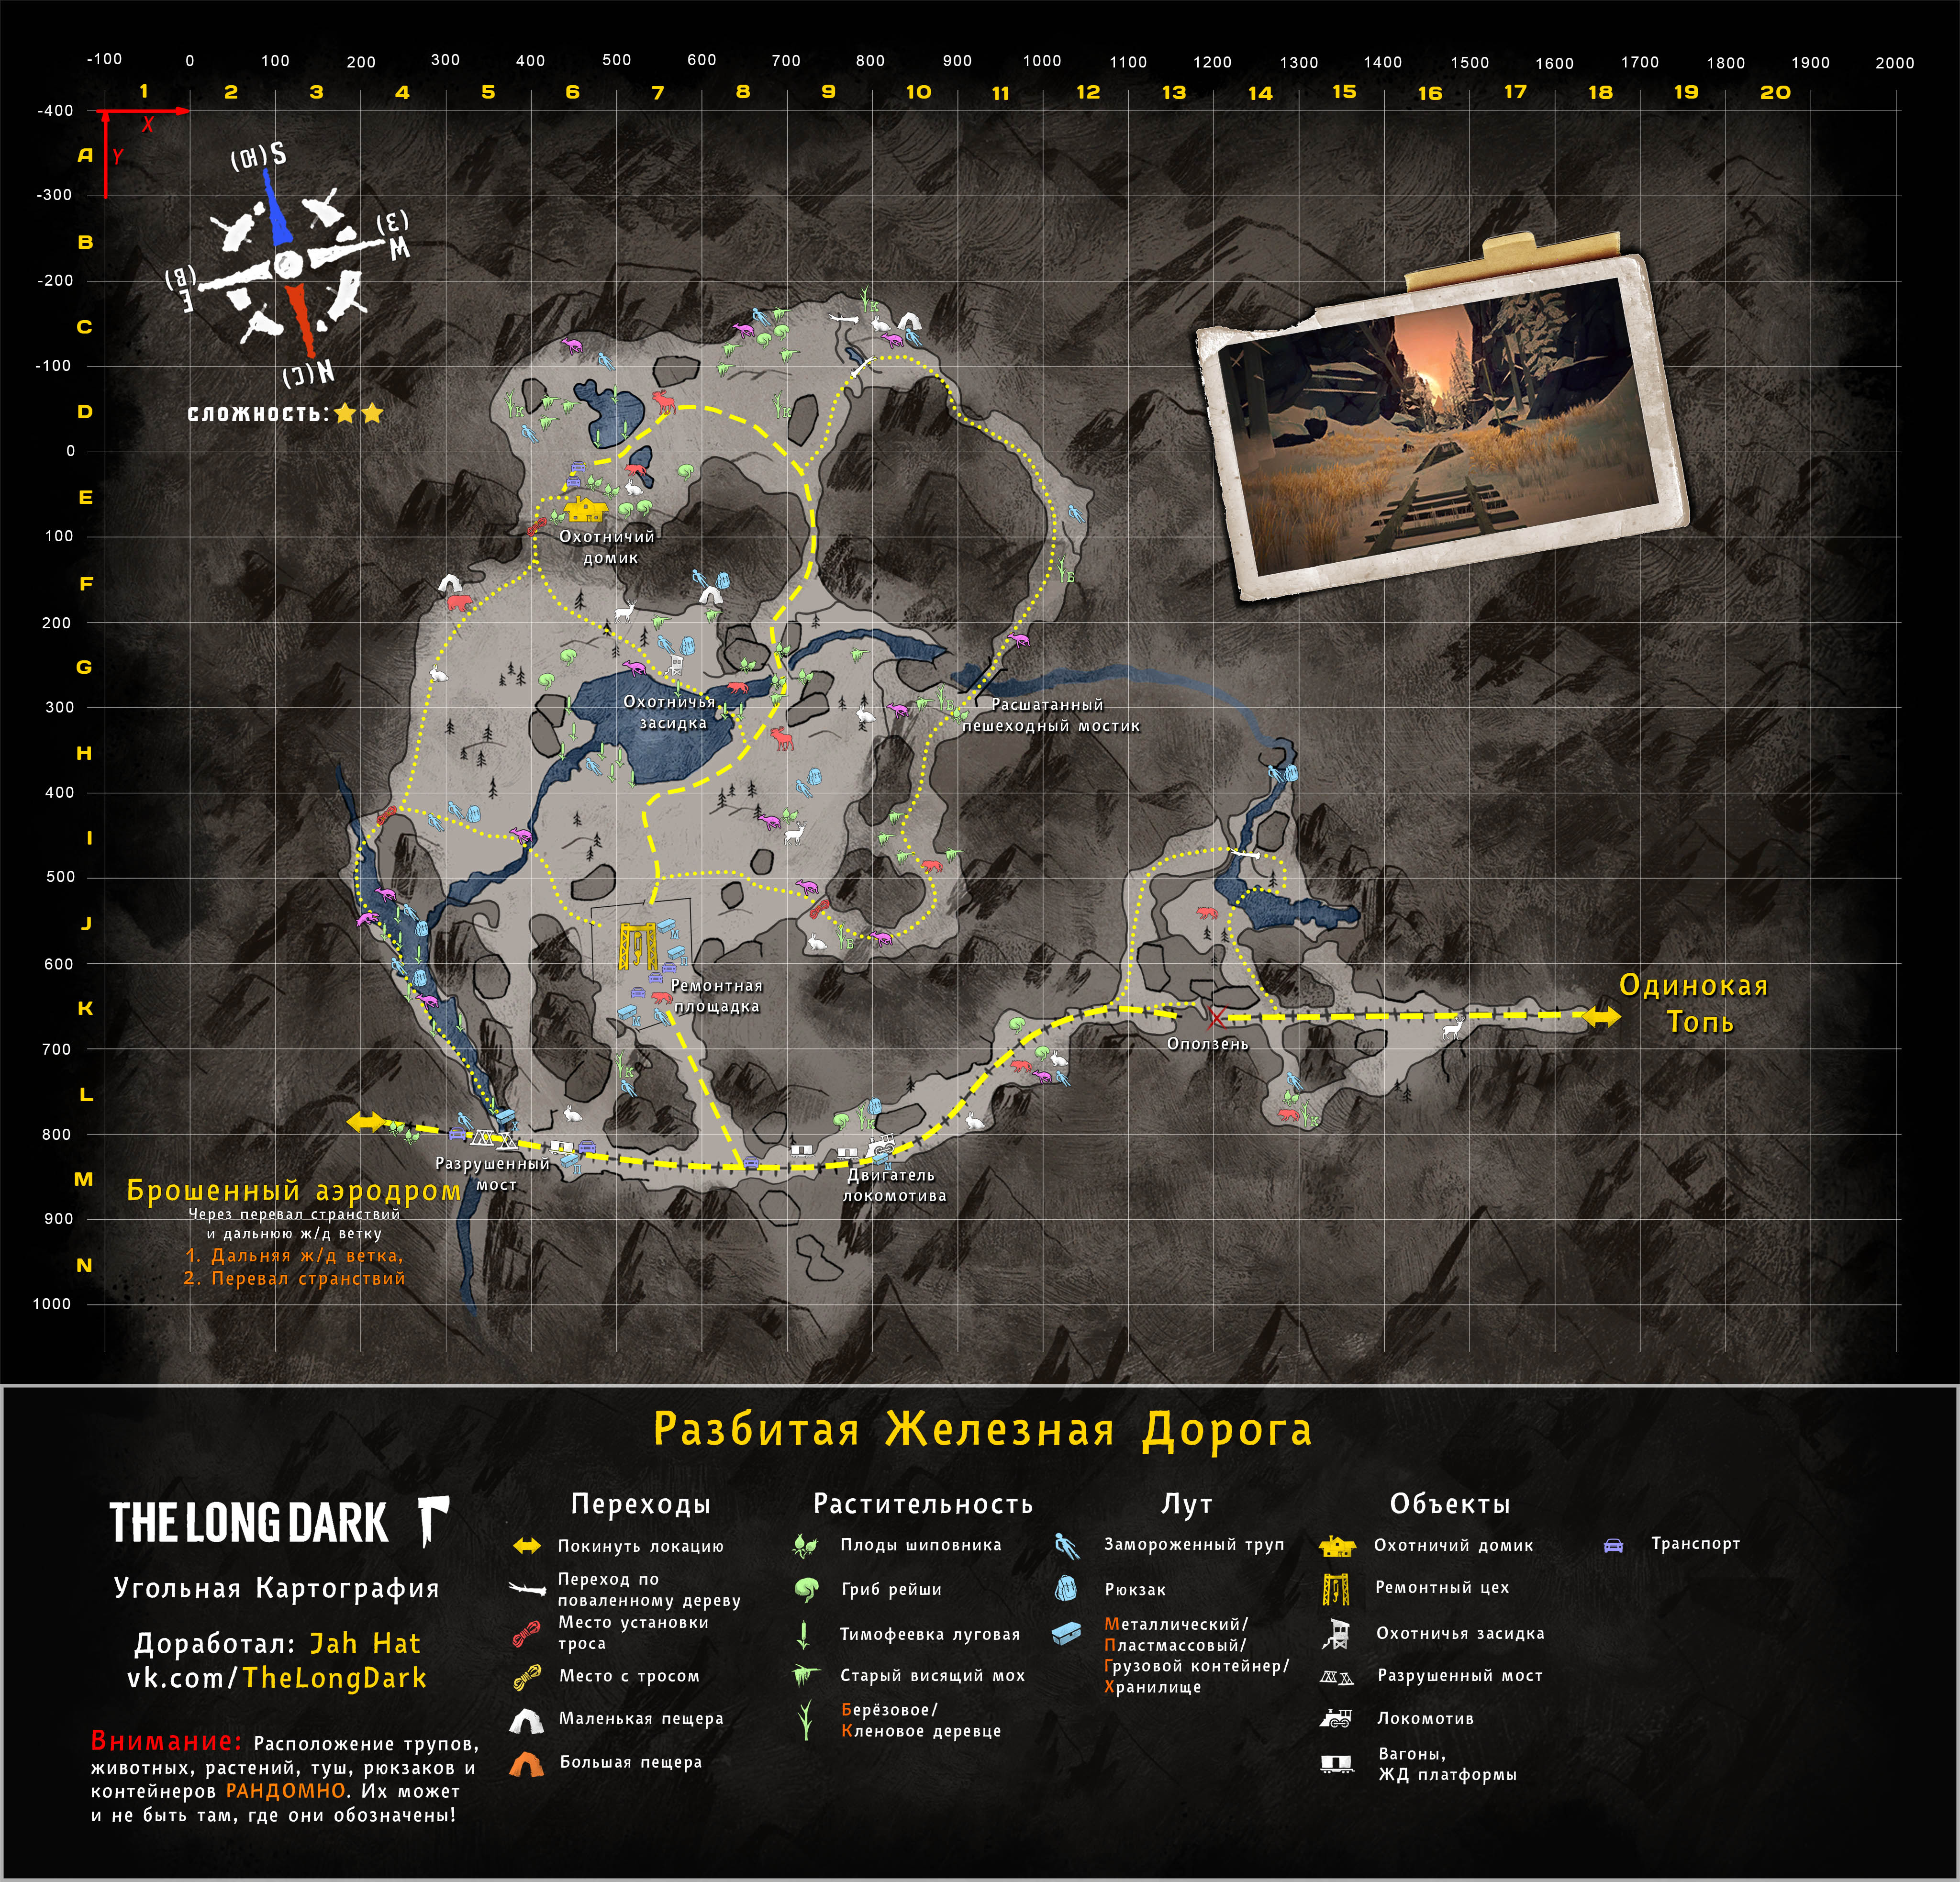 -100 0 100 200 300 400 500 600 700 800 900 1000 1100 1200 1300 1400 1500 1600 1700 1800 1900 2000
1 2 3 4 5 6 7 8 9 10 11 12 13 14 15 16 17 18 19 20
-400
X
A
Y
-300
S (Ю)
B
W (З)
-200
E (В)
C
-100
N (С)
D
сложность:
0
E
100
F
200
G
300
H
400
I
500
J
600
K
700
L
800
M
900
N
1000
К
К
К
Охотничий
домик
Б
Охотничья
засидка
Б
Расшатанный
пешеходный мостик
Б
М
П
Ремонтная
площадка
М
К
Одинокая
Топь
Оползень
К
К
Х
П
М
Разрушенный
мост
Двигатель
локомотива
Брошенный аэродром
Через перевал странствий
и дальнюю ж/д ветку
1. Дальняя ж/д ветка,
2. Перевал странствий
Разбитая Железная Дорога
THE LONG DARK
Угольная Картография
Доработал: Jah Hat
vk.com/TheLongDark
Внимание: Расположение трупов,
животных, растений, туш, рюкзаков и
контейнеров РАНДОМНО. Их может
и не быть там, где они обозначены!
Переходы
Покинуть локацию
Переход по
поваленному дереву
Место установки
троса
Место с тросом
Маленькая пещера
Большая пещера
Растительность
Плоды шиповника
Гриб рейши
Тимофеевка луговая
Старый висящий мох
Берёзовое/
Кленовое деревце
Лут
Замороженный труп
Рюкзак
Металлический/
Пластмассовый/
Грузовой контейнер/
Хранилище
Объекты
Охотничий домик
Ремонтный цех
Охотничья засидка
Разрушенный мост
Локомотив
Вагоны,
ЖД платформы
Транспорт